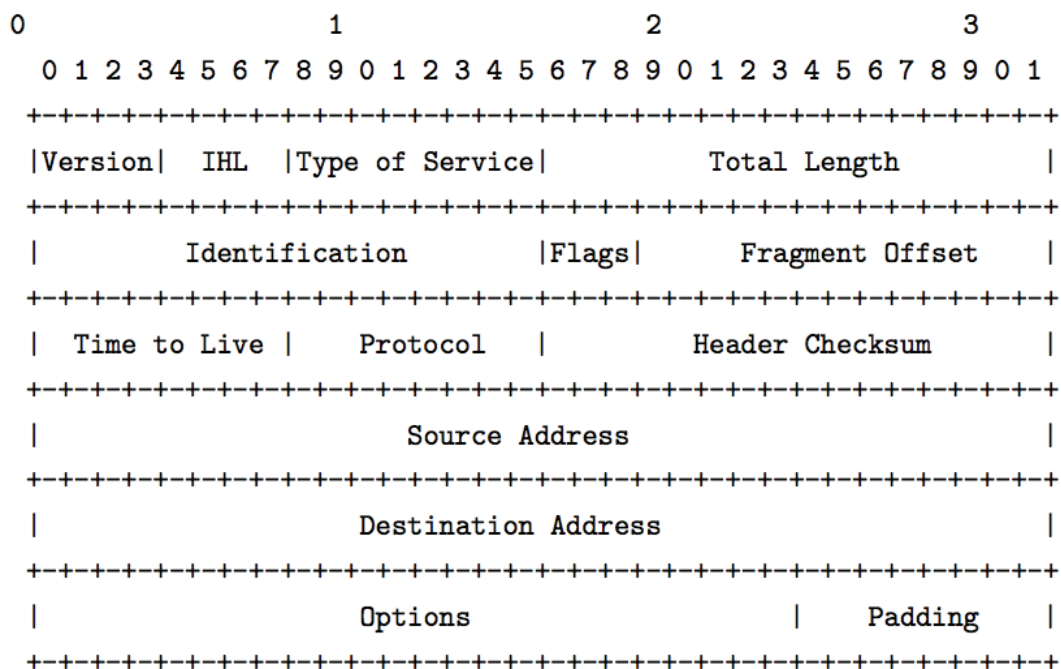 0                   1                   2                   3
 0 1 2 3 4 5 6 7 8 9 0 1 2 3 4 5 6 7 8 9 0 1 2 3 4 5 6 7 8 9 0 1
+-+-+-+-+-+-+-+-+-+-+-+-+-+-+-+-+-+-+-+-+-+-+-+-+-+-+-+-+-+-+-+-+
|Version|  IHL  |Type of Service|          Total Length         |
+-+-+-+-+-+-+-+-+-+-+-+-+-+-+-+-+-+-+-+-+-+-+-+-+-+-+-+-+-+-+-+-+
|         Identification        |Flags|      Fragment Offset    |
+-+-+-+-+-+-+-+-+-+-+-+-+-+-+-+-+-+-+-+-+-+-+-+-+-+-+-+-+-+-+-+-+
|  Time to Live |    Protocol   |         Header Checksum       |
+-+-+-+-+-+-+-+-+-+-+-+-+-+-+-+-+-+-+-+-+-+-+-+-+-+-+-+-+-+-+-+-+
|                       Source Address                          |
+-+-+-+-+-+-+-+-+-+-+-+-+-+-+-+-+-+-+-+-+-+-+-+-+-+-+-+-+-+-+-+-+
|                    Destination Address                        |
+-+-+-+-+-+-+-+-+-+-+-+-+-+-+-+-+-+-+-+-+-+-+-+-+-+-+-+-+-+-+-+-+
|                    Options                    |    Padding    |
+-+-+-+-+-+-+-+-+-+-+-+-+-+-+-+-+-+-+-+-+-+-+-+-+-+-+-+-+-+-+-+-+